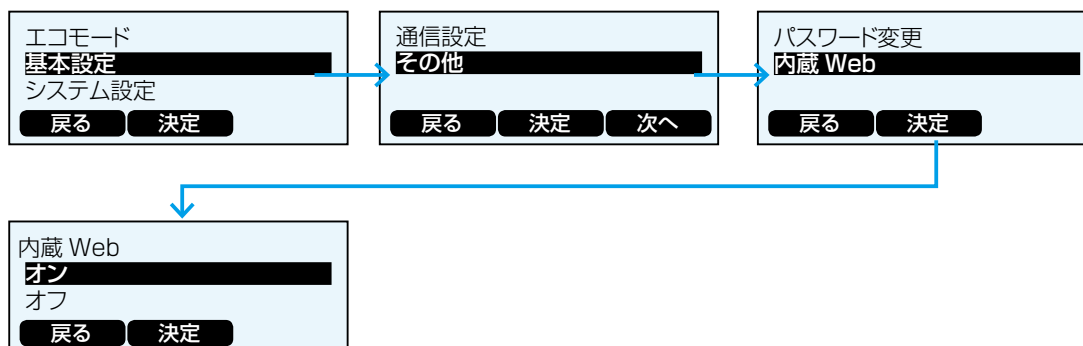 エコモード
基本設定
システム設定
戻る 決定
通信設定
その他
戻る 決定 次へ
パスワード変更
内蔵 Web
戻る 決定
内蔵 Web
オン
オフ
戻る 決定